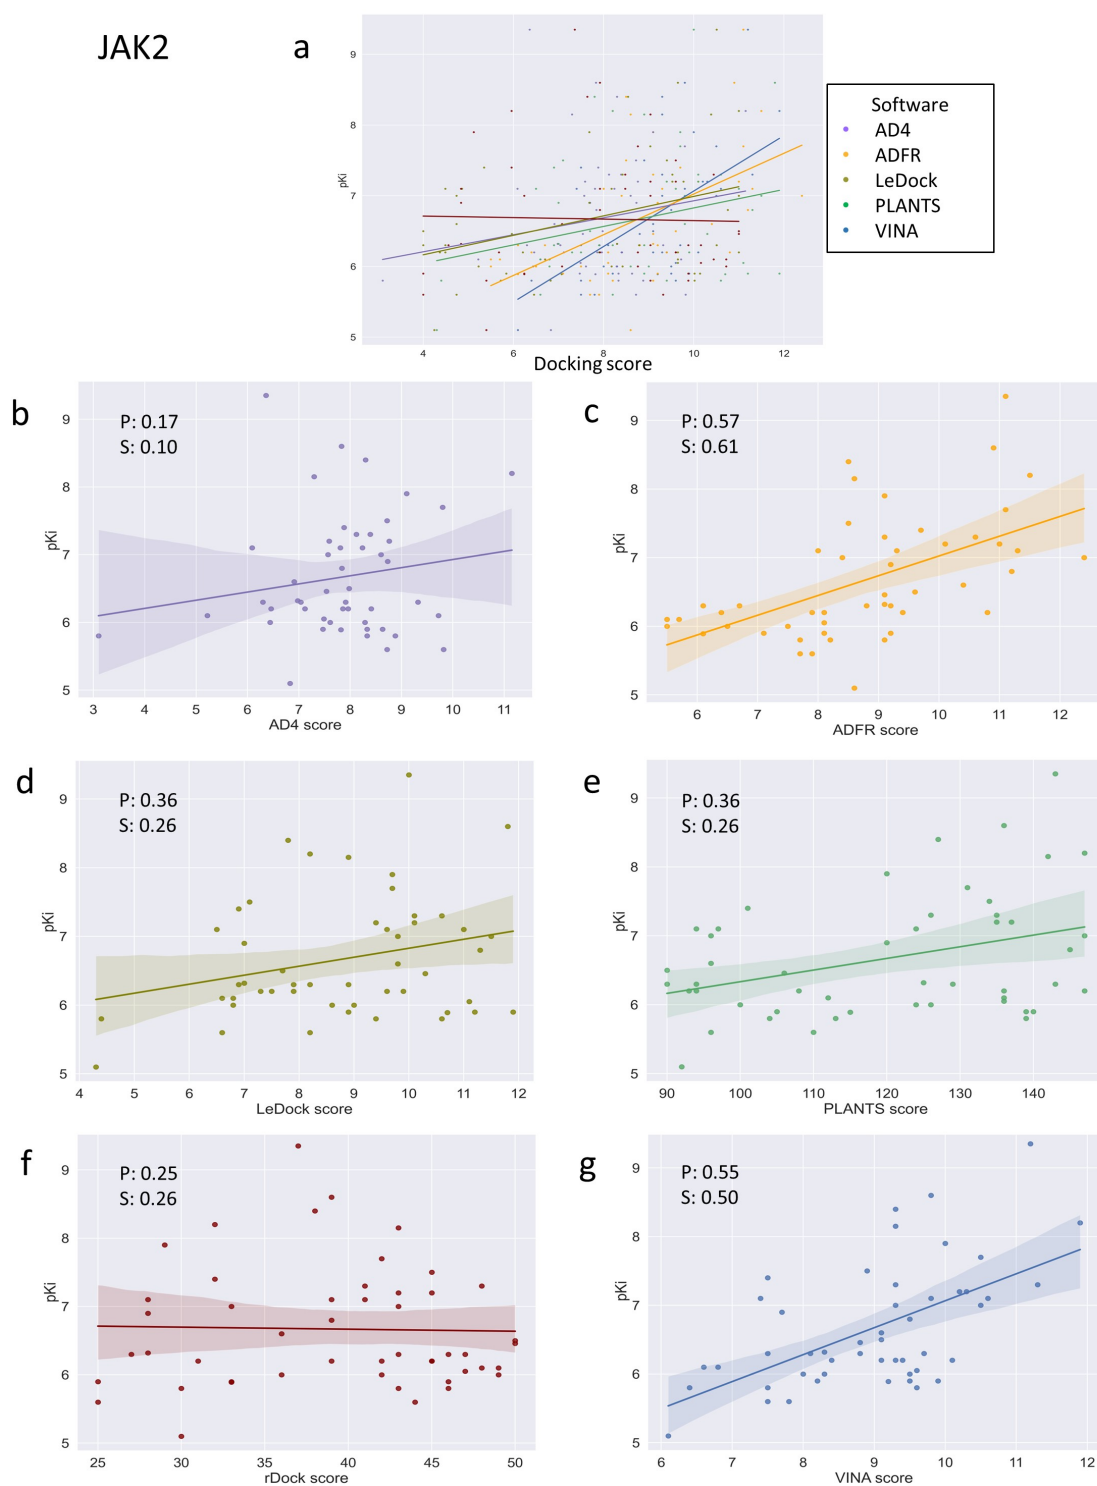 JAK2
a
9
8
7
6
5
pKi
4 6 8 10 12
Docking score
Software
AD4
ADFR
LeDock
PLANTS
VINA
b
P: 0.17
S: 0.10
9
8
7
6
5
pKi
3 4 5 6 7 8 9 10 11
AD4 score
c
P: 0.57
S: 0.61
9
8
7
6
5
pKi
6 7 8 9 10 11 12
ADFR score
d
P: 0.36
S: 0.26
9
8
7
6
5
pKi
4 5 6 7 8 9 10 11 12
LeDock score
e
P: 0.36
S: 0.26
9
8
7
6
5
pKi
90 100 110 120 130 140
PLANTS score
f
P: 0.25
S: 0.26
9
8
7
6
5
pKi
25 30 35 40 45 50
rDock score
g
P: 0.55
S: 0.50
9
8
7
6
5
pKi
6 7 8 9 10 11 12
VINA score